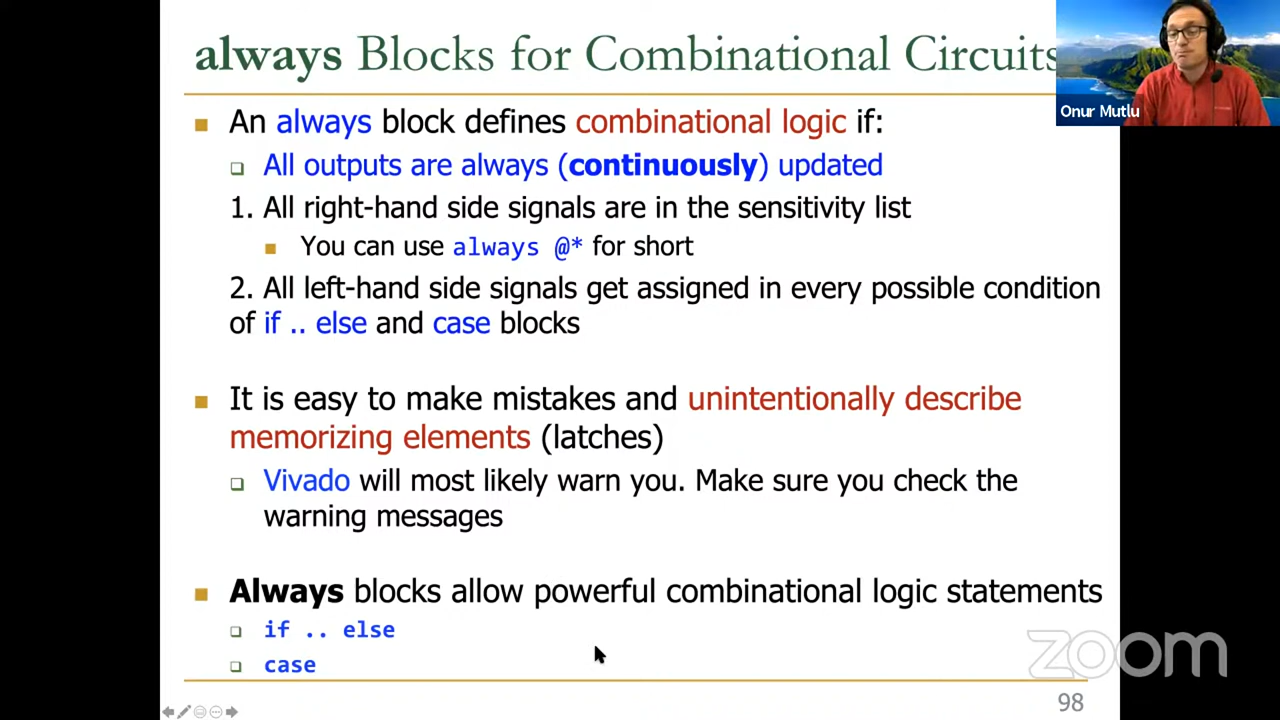 always Blocks for Combinational Circuits
Onur Mutlu
An always block defines combinational logic if:
All outputs are always (continuously) updated
1. All right-hand side signals are in the sensitivity list
You can use always @* for short
2. All left-hand side signals get assigned in every possible condition
of if .. else and case blocks
It is easy to make mistakes and unintentionally describe
memorizing elements (latches)
Vivado will most likely warn you. Make sure you check the
warning messages
Always blocks allow powerful combinational logic statements
if .. else
case
zoom
98